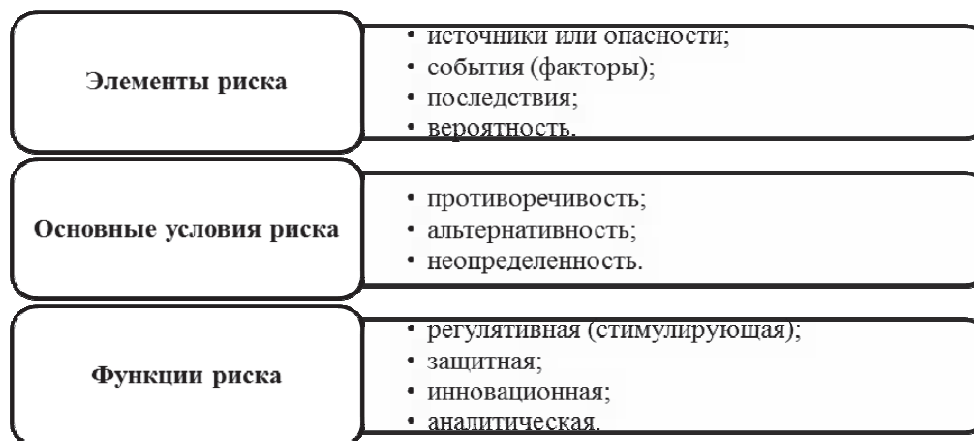 Элементы риска
• источники или опасности;
• события (факторы);
• последствия;
• вероятность.
Основные условия риска
• противоречивость;
• альтернативность;
• неопределенность.
Функции риска
• регулятивная (стимулирующая);
• защитная;
• инновационная;
• аналитическая.